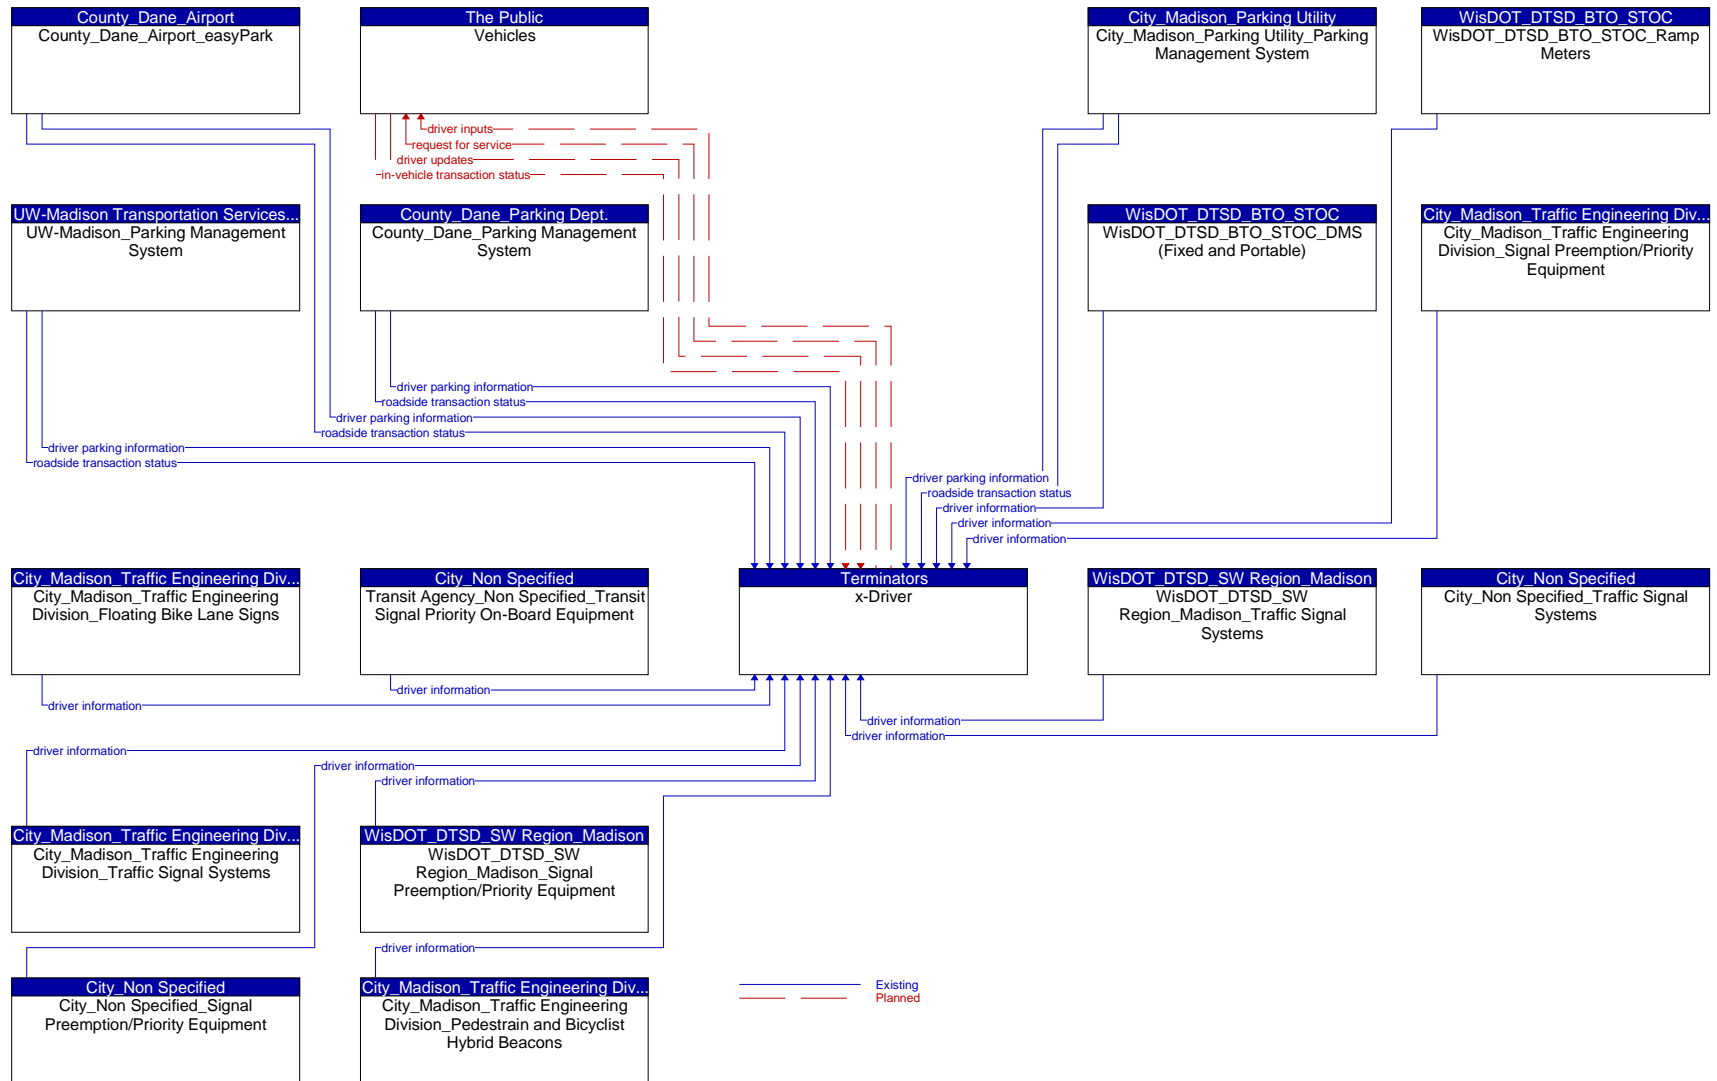 County_Dane_Airport
County_Dane_Airport_easyPark
The Public
Vehicles
City_Madison_Parking Utility
City_Madison_Parking Utility_Parking
Management System
WisDOT_DTSD_BTO_STOC
WisDOT_DTSD_BTO_STOC_Ramp
Meters
driver inputs
request for service
driver updates
in-vehicle transaction status
UW-Madison Transportation Services...
UW-Madison_Parking Management
System
County_Dane_Parking Dept.
County_Dane_Parking Management
System
WisDOT_DTSD_BTO_STOC
WisDOT_DTSD_BTO_STOC_DMS
(Fixed and Portable)
City_Madison_Traffic Engineering Div...
City_Madison_Traffic Engineering
Division_Signal Preemption/Priority
Equipment
driver parking information
roadside transaction status
driver parking information
roadside transaction status
driver parking information
roadside transaction status
driver parking information
roadside transaction status
driver information
driver information
driver information
City_Madison_Traffic Engineering Div...
City_Madison_Traffic Engineering
Division_Floating Bike Lane Signs
City_Non Specified
Transit Agency_Non Specified_Transit
Signal Priority On-Board Equipment
Terminators
x-Driver
WisDOT_DTSD_SW Region_Madison
WisDOT_DTSD_SW
Region_Madison_Traffic Signal
Systems
City_Non Specified
City_Non Specified_Traffic Signal
Systems
driver information
driver information
driver information
driver information
driver information
driver information
driver information
City_Madison_Traffic Engineering Div...
City_Madison_Traffic Engineering
Division_Traffic Signal Systems
WisDOT_DTSD_SW Region_Madison
WisDOT_DTSD_SW
Region_Madison_Signal
Preemption/Priority Equipment
driver information
City_Non Specified
City_Non Specified_Signal
Preemption/Priority Equipment
City_Madison_Traffic Engineering Div...
City_Madison_Traffic Engineering
Division_Pedestrain and Bicyclist
Hybrid Beacons
Existing
Planned